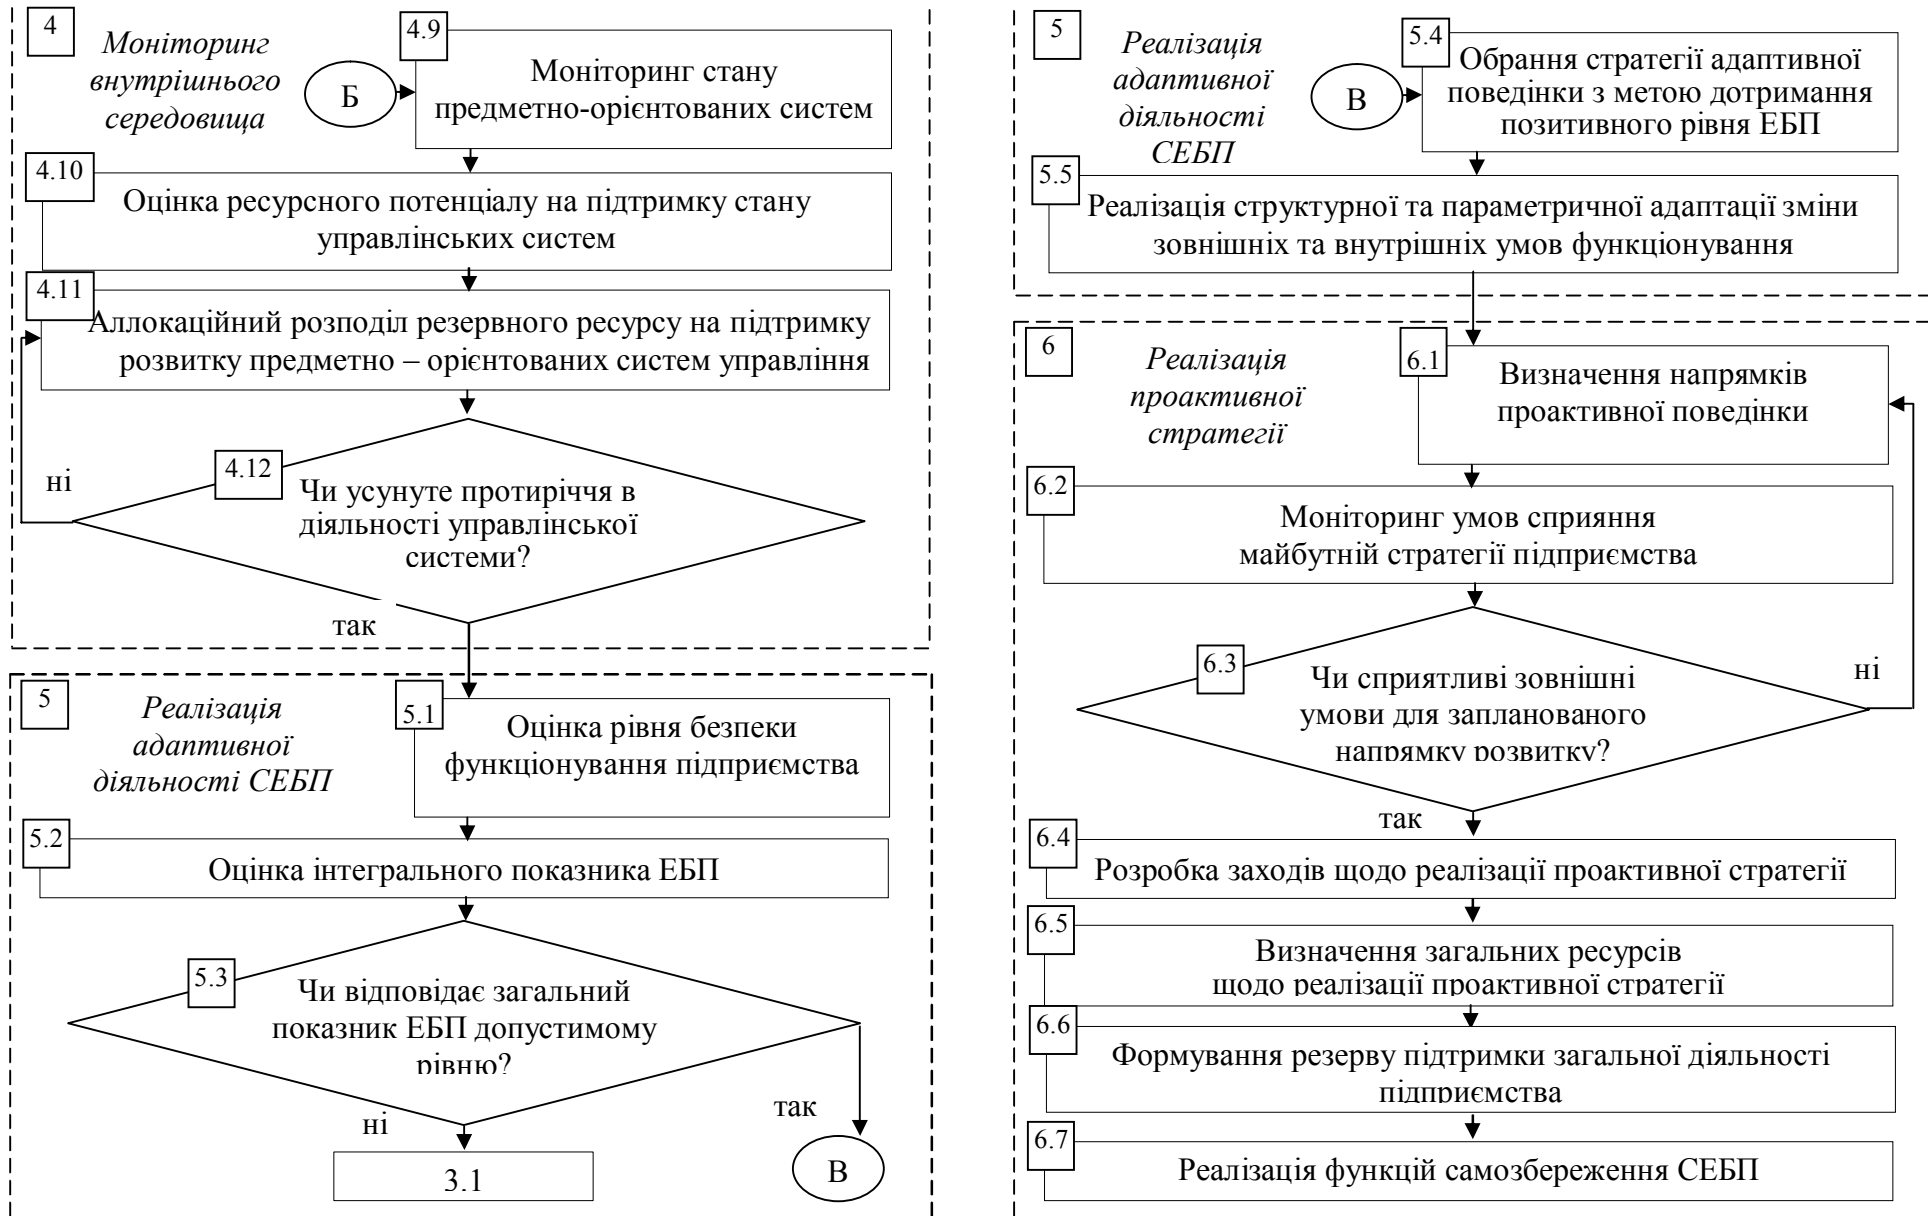 4
Моніторинг
внутрішнього
середовища
Б
4.9
Моніторинг стану
предметно-орієнтованих систем
4.10
Оцінка ресурсного потенціалу на підтримку стану
управлінських систем
4.11
Аллокаційний розподіл резервного ресурсу на підтримку
розвитку предметно – орієнтованих систем управління
4.12
Чи усунуте протиріччя в
діяльності управлінської
системи?
ні
так
5
Реалізація
адаптивної
діяльності СЕБП
5.1
Оцінка рівня безпеки
функціонування підприємства
5.2
Оцінка інтегрального показника ЕБП
5.3
Чи відповідає загальний
показник ЕБП допустимому
рівню?
ні
так
3.1
В
5
Реалізація
адаптивної
діяльності
СЕБП
В
5.4
Обрання стратегії адаптивної
поведінки з метою дотримання
позитивного рівня ЕБП
5.5
Реалізація структурної та параметричної адаптації зміни
зовнішніх та внутрішніх умов функціонування
6
Реалізація
проактивної
стратегії
6.1
Визначення напрямків
проактивної поведінки
6.2
Моніторинг умов сприяння
майбутній стратегії підприємства
6.3
Чи сприятливі зовнішні
умови для запланованого
напрямку розвитку?
ні
так
6.4
Розробка заходів щодо реалізації проактивної стратегії
6.5
Визначення загальних ресурсів
щодо реалізації проактивної стратегії
6.6
Формування резерву підтримки загальної діяльності
підприємства
6.7
Реалізація функцій самозбереження СЕБП